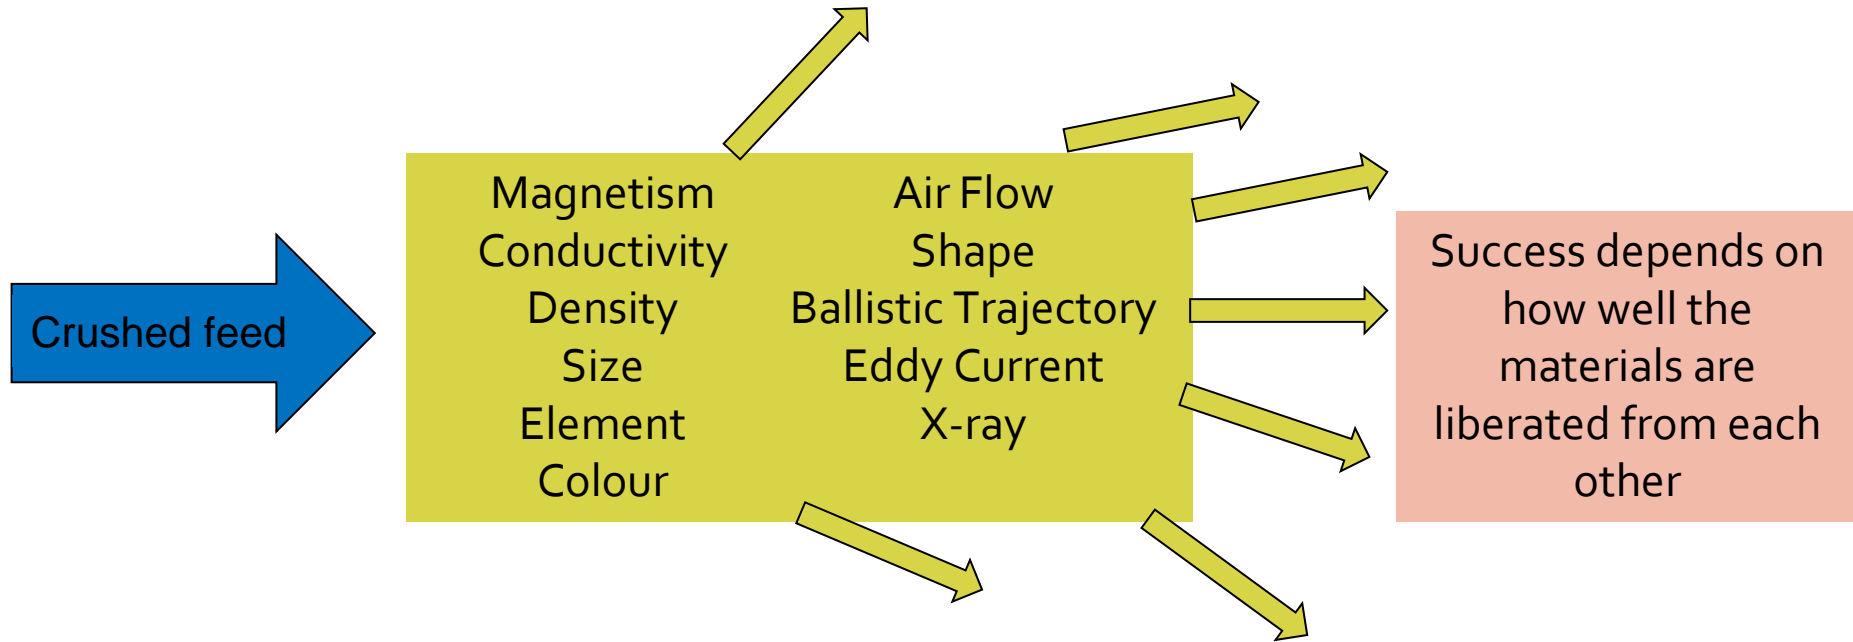 Crushed feed
Magnetism
Conductivity
Density
Size
Element
Colour
Air Flow
Shape
Ballistic Trajectory
Eddy Current
X-ray
Success depends on
how well the
materials are
liberated from each
other